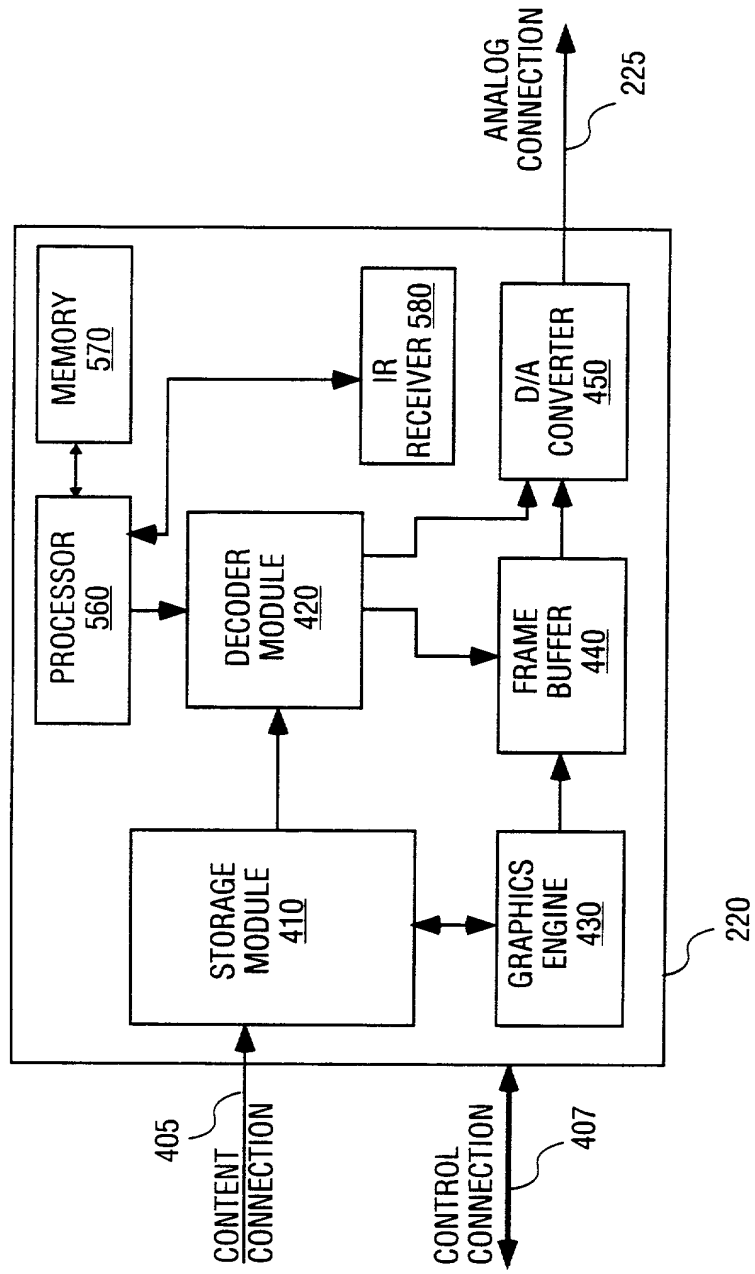 CONTENT
CONNECTION
405
CONTROL
CONNECTION
407
STORAGE
MODULE
410
GRAPHICS
ENGINE
430
220
PROCESSOR
560
MEMORY
570
DECODER
MODULE
420
IR
RECEIVER 580
FRAME
BUFFER
440
D/A
CONVERTER
450
ANALOG
CONNECTION
225